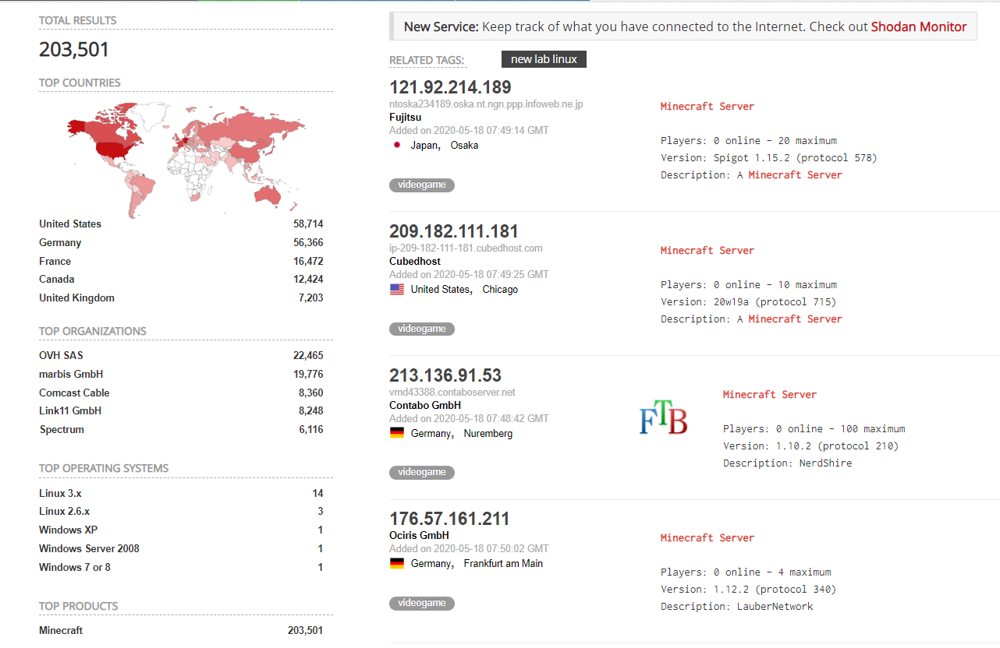 TOTAL RESULTS
203,501
TOP COUNTRIES
United States 58,714
Germany 56,366
France 16,472
Canada 12,424
United Kingdom 7,203
TOP ORGANIZATIONS
OVH SAS 22,465
marbis GmbH 19,776
Comcast Cable 8,360
Link11 GmbH 8,248
Spectrum 6,116
TOP OPERATING SYSTEMS
Linux 3.x 14
Linux 2.6.x 3
Windows XP 1
Windows Server 2008 1
Windows 7 or 8 1
TOP PRODUCTS
Minecraft 203,501
New Service: Keep track of what you have connected to the Internet. Check out Shodan Monitor
RELATED TAGS: new lab linux
121.92.214.189
ntoska234189.oska.nt.ngn.ppp.infoweb.ne.jp
Fujitsu
Added on 2020-05-18 07:49:14 GMT
Japan, Osaka
videogame
Minecraft Server
Players: 0 online - 20 maximum
Version: Spigot 1.15.2 (protocol 578)
Description: A Minecraft Server
209.182.111.181
ip-209-182-111-181.cubedhost.com
Cubedhost
Added on 2020-05-18 07:49:25 GMT
United States, Chicago
videogame
Minecraft Server
Players: 0 online - 10 maximum
Version: 20w19a (protocol 715)
Description: A Minecraft Server
213.136.91.53
vmd43388.contaboserver.net
Contabo GmbH
Added on 2020-05-18 07:48:42 GMT
Germany, Nuremberg
videogame
FTB
Minecraft Server
Players: 0 online - 100 maximum
Version: 1.10.2 (protocol 210)
Description: NerdShire
176.57.161.211
Ociris GmbH
Added on 2020-05-18 07:50:02 GMT
Germany, Frankfurt am Main
videogame
Minecraft Server
Players: 0 online - 4 maximum
Version: 1.12.2 (protocol 340)
Description: LauberNetwork